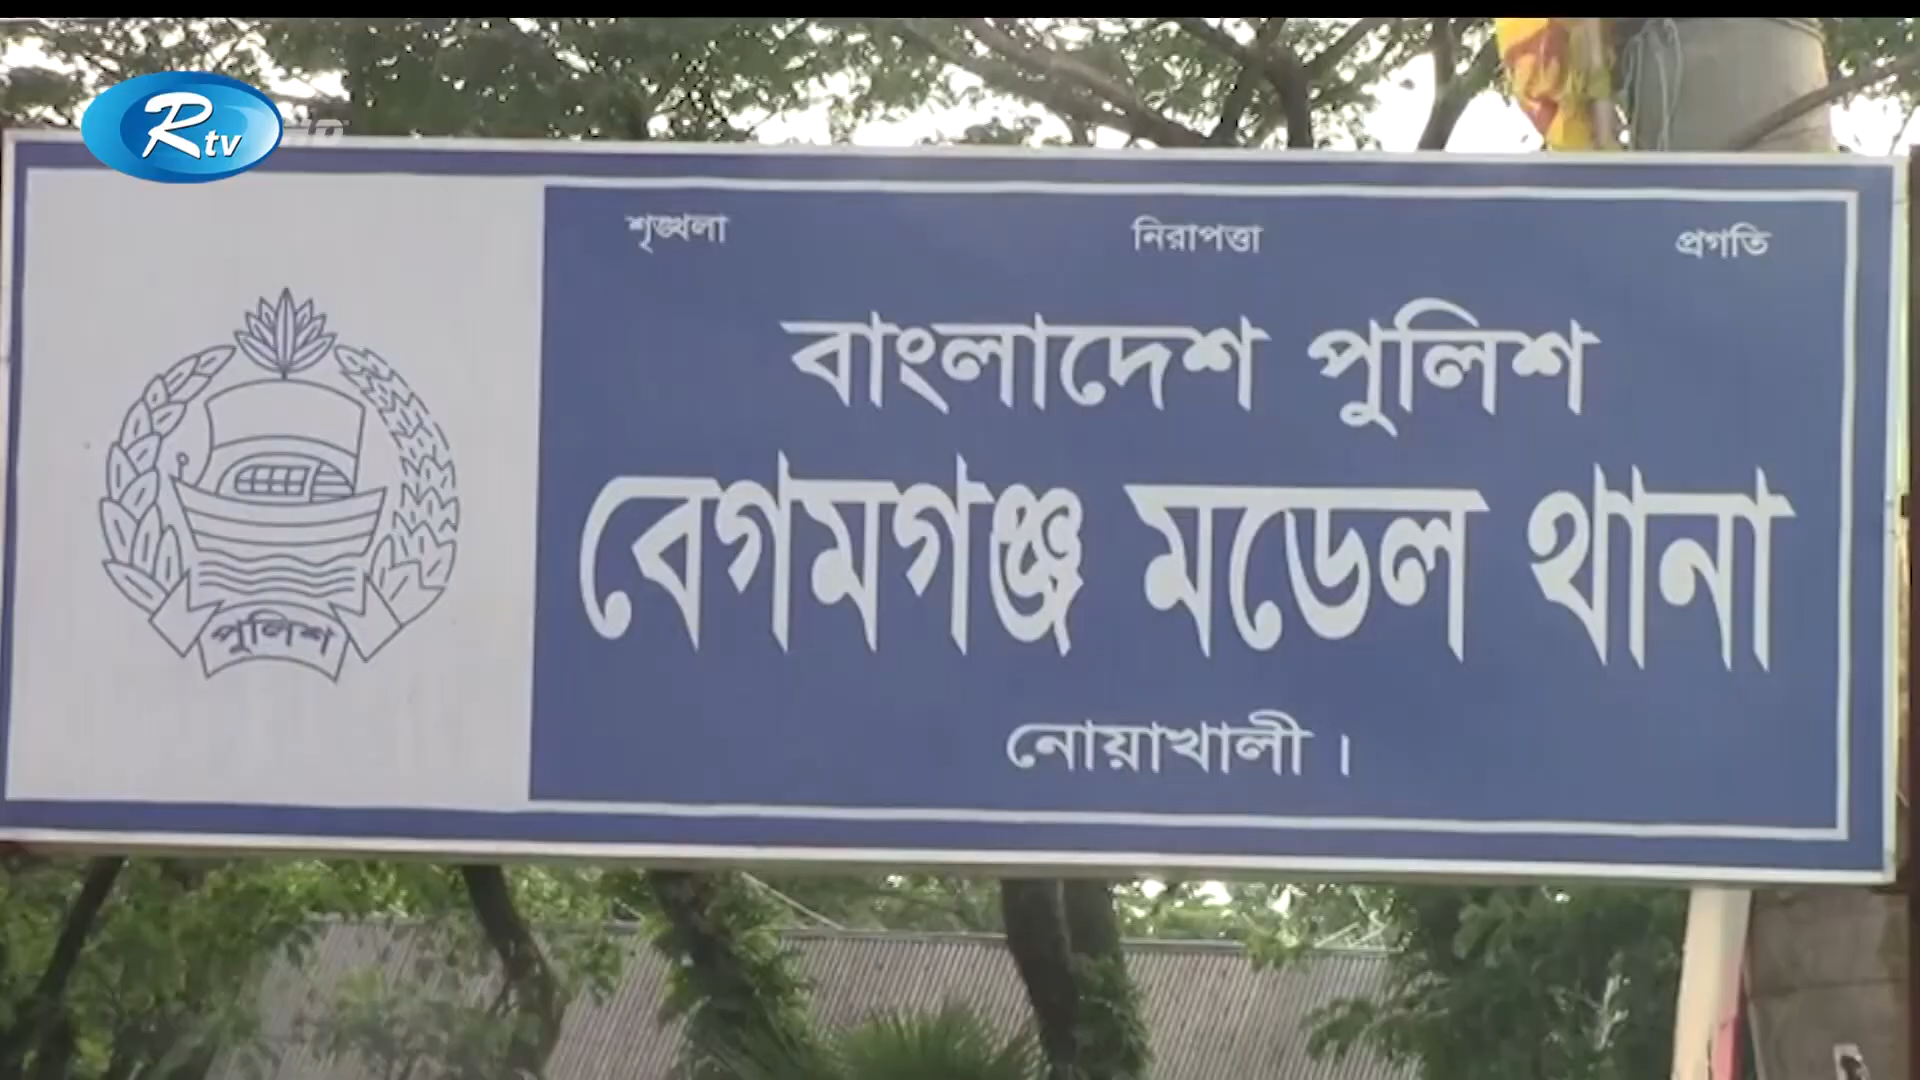 Rtv
শৃঙ্খলা নিরাপত্তা প্রগতি
বাংলাদেশ পুলিশ
বেগমগঞ্জ মডেল থানা
নোয়াখালী।
পুলিশ